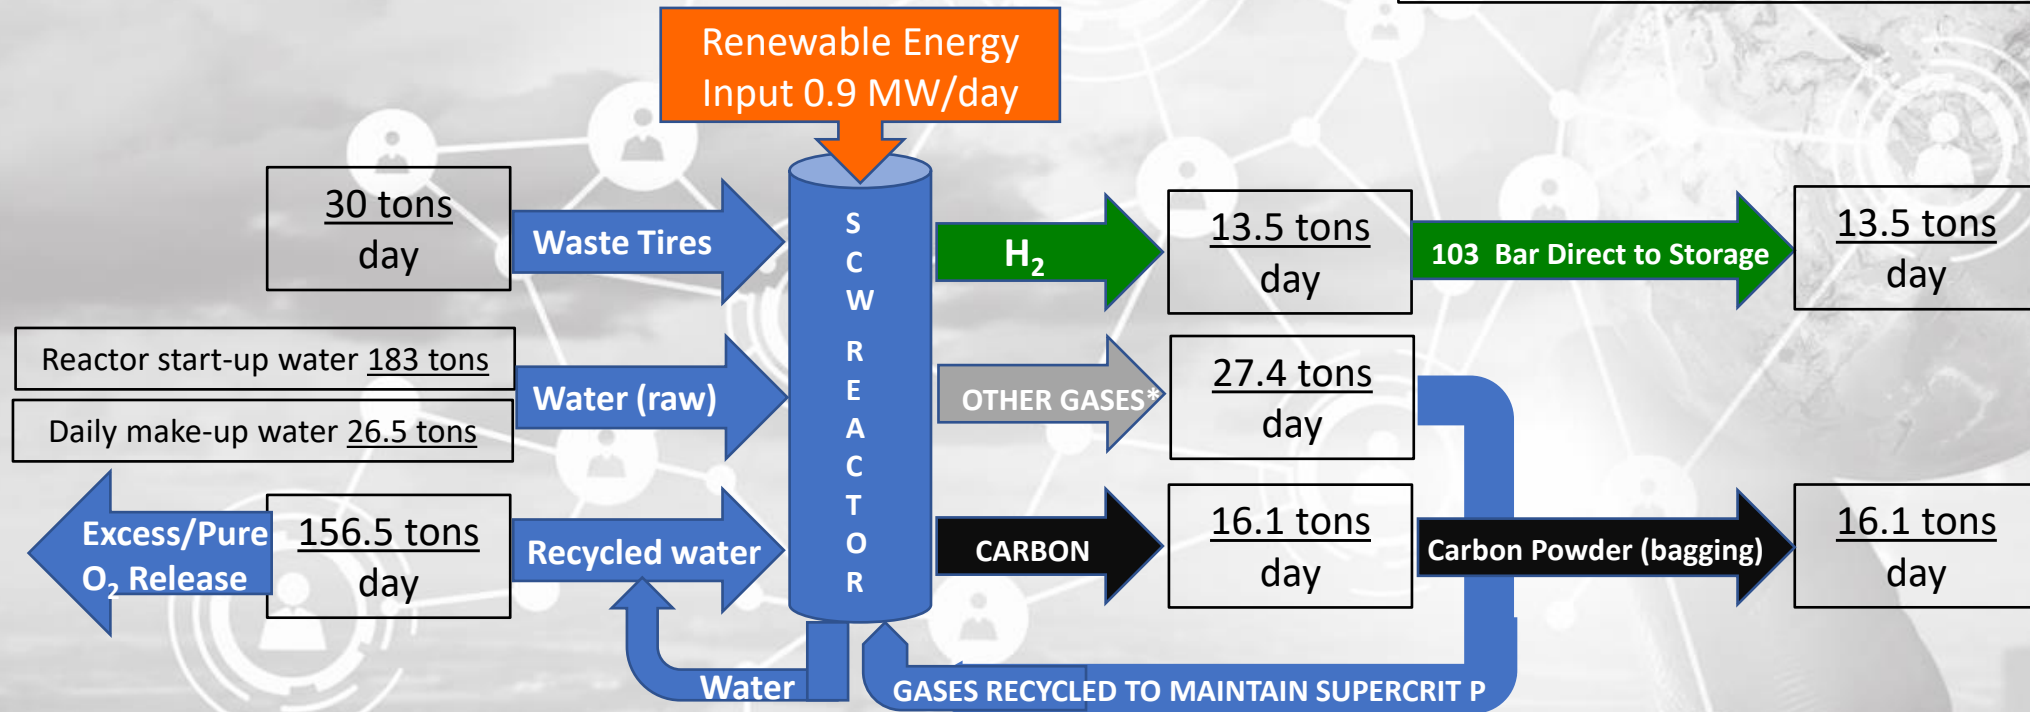 Renewable Energy
Input 0.9 MW/day
30 tons
day
Waste Tires
S
C
W
R
E
A
C
T
O
R
H₂
13.5 tons
day
103 Bar Direct to Storage
13.5 tons
day
Reactor start-up water 183 tons
Daily make-up water 26.5 tons
Water (raw)
OTHER GASES*
27.4 tons
day
Excess/Pure
O₂ Release
156.5 tons
day
Recycled water
CARBON
16.1 tons
day
Carbon Powder (bagging)
16.1 tons
day
Water
GASES RECYCLED TO MAINTAIN SUPERCRIT P